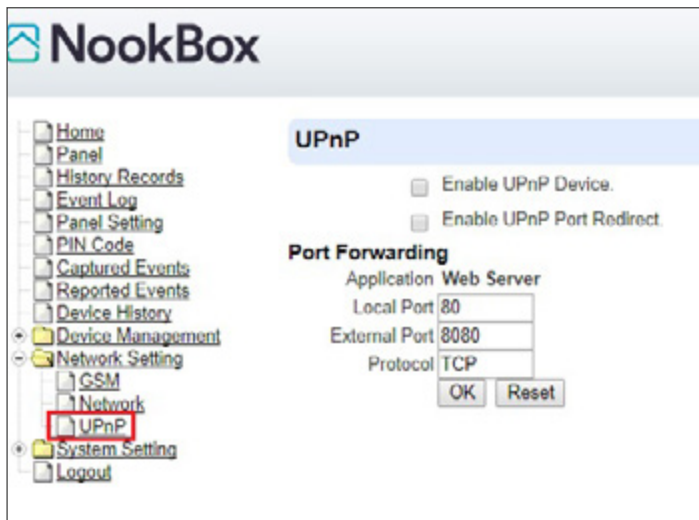 NookBox
Home
Panel
History Records
Event Log
Panel Setting
PIN Code
Captured Events
Reported Events
Device History
Device Management
Network Setting
GSM
Network
UPnP
System Setting
Logout
UPnP
Enable UPnP Device.
Enable UPnP Port Redirect.
Port Forwarding
Application Web Server
Local Port 80
External Port 8080
Protocol TCP
OK Reset